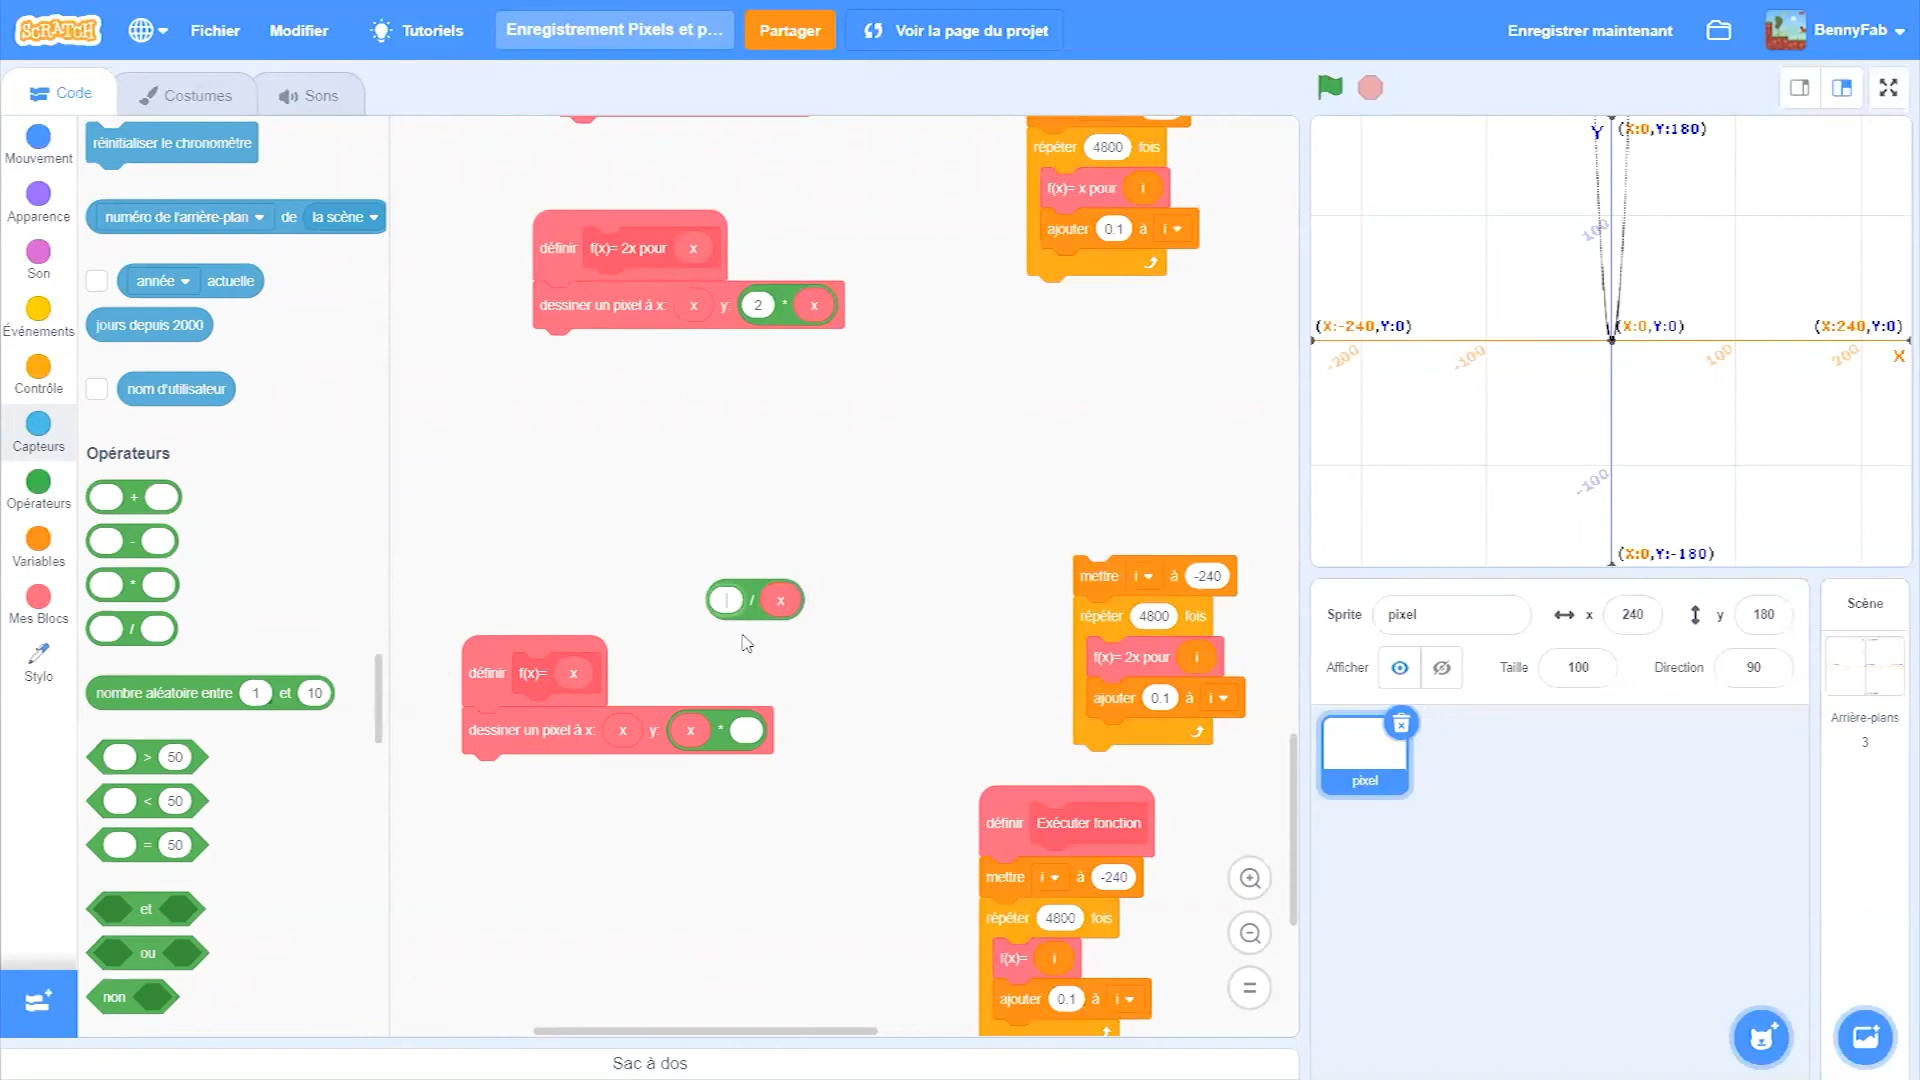 SCRATCH
Fichier
Modifier
Tutoriels
Enregistrement Pixels et p...
Partager
Voir la page du projet
Enregistrer maintenant
BennyFab
Code
Costumes
Sons
Mouvement
Apparence
Son
Événements
Contrôle
Capteurs
Opérateurs
Variables
Mes Blocs
Stylo
réinitialiser le chronomètre
numéro de l'arrière-plan de la scène
année actuelle
jours depuis 2000
nom d'utilisateur
Opérateurs
+
-
*
/
nombre aléatoire entre 1 et 10
> 50
< 50
= 50
et
ou
non
définir f(x)= 2x pour x
dessiner un pixel à x: x y: 2 * x
/ x
définir f(x)= x
dessiner un pixel à x: x y: x *
répéter 4800 fois
f(x)= x pour i
ajouter 0.1 à i
mettre i à -240
répéter 4800 fois
f(x)= 2x pour i
ajouter 0.1 à i
définir Exécuter fonction
mettre i à -240
répéter 4800 fois
f(x)= i
ajouter 0.1 à i
Sac à dos
Y (X:0,Y:180)
100
(X:-240,Y:0) (X:0,Y:0) (X:240,Y:0)
-200 -100 100 200 X
-100
(X:0,Y:-180)
Sprite pixel x 240 y 180
Afficher Taille 100 Direction 90
pixel
Scène
Arrière-plans
3